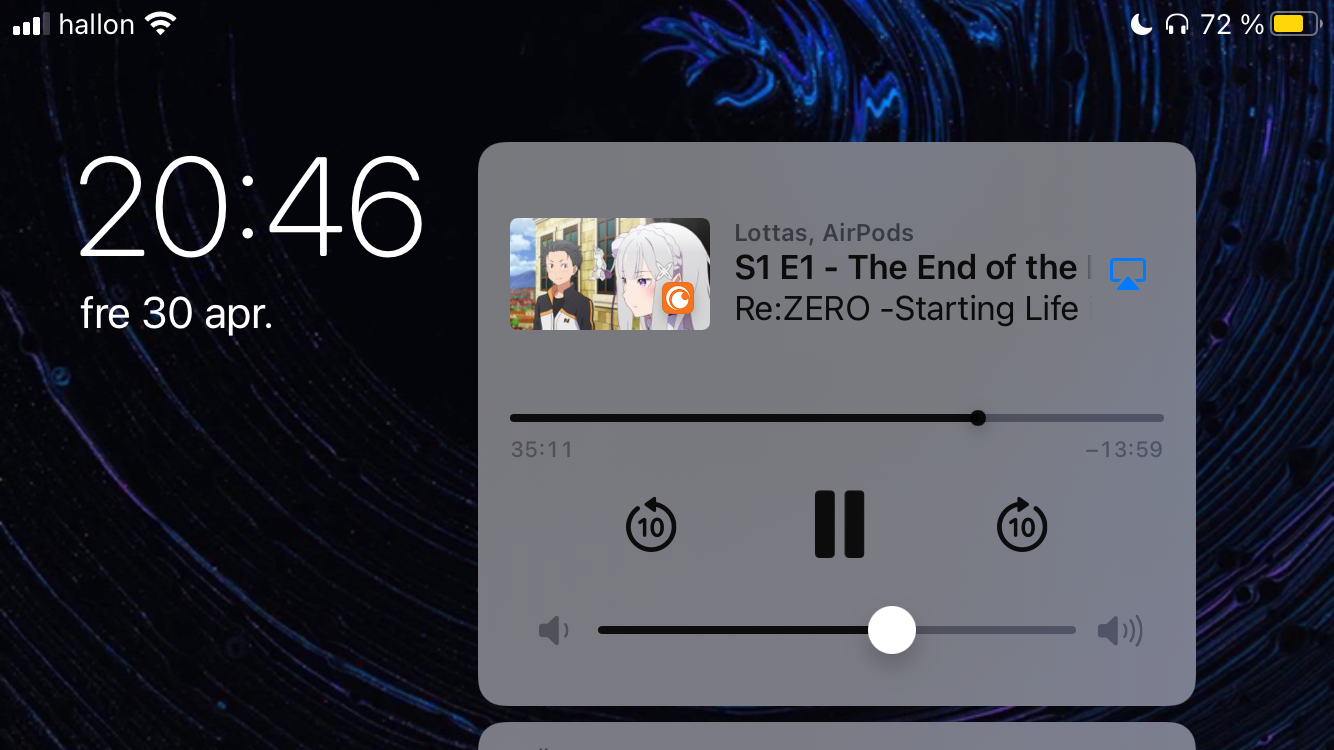 hallon
72 %
20:46
fre 30 apr.
Lottas, AirPods
S1 E1 - The End of the
Re:ZERO -Starting Life
35:11
−13:59
10
10